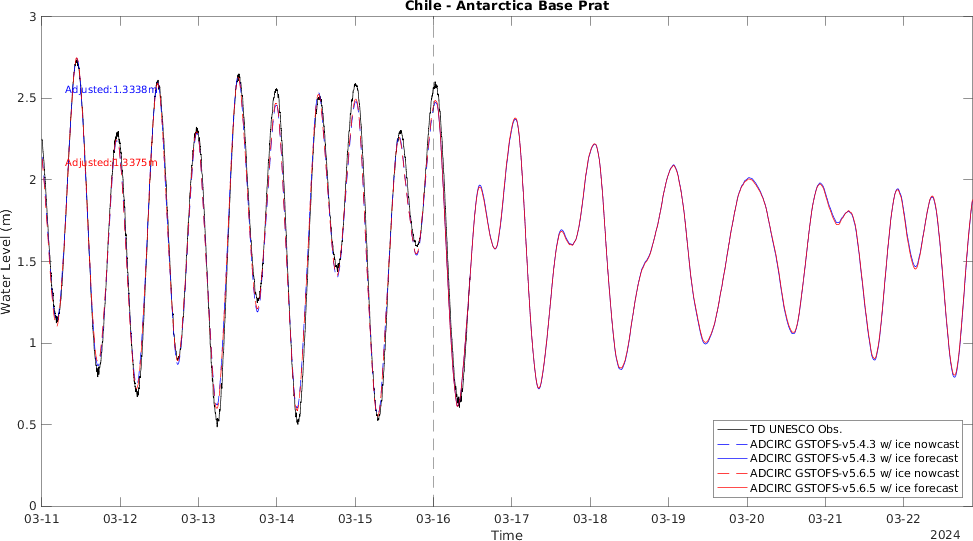 Chile - Antarctica Base Prat
3
2.5
2
1.5
1
0.5
0
Water Level (m)
Adjusted:1.3338m
Adjusted:1.3375m
TD UNESCO Obs.
ADCIRC GSTOFS-v5.4.3 w/ ice nowcast
ADCIRC GSTOFS-v5.4.3 w/ ice forecast
ADCIRC GSTOFS-v5.6.5 w/ ice nowcast
ADCIRC GSTOFS-v5.6.5 w/ ice forecast
03-11 03-12 03-13 03-14 03-15 03-16 03-17 03-18 03-19 03-20 03-21 03-22
Time
2024